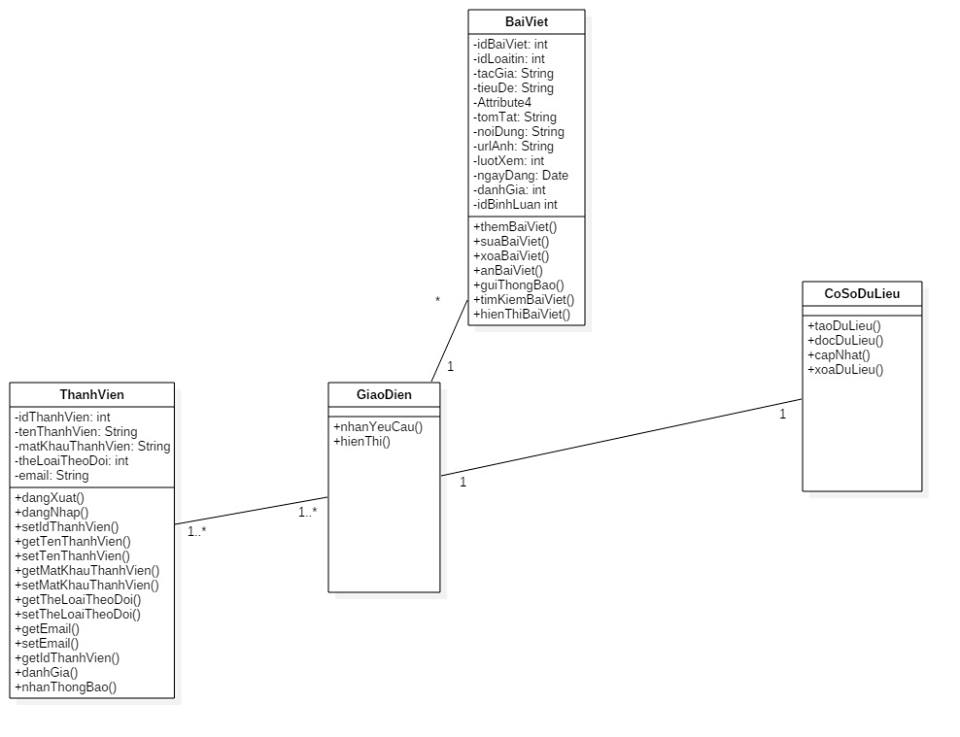 BaiViet
-idBaiViet: int
-idLoaitin: int
-tacGia: String
-tieuDe: String
-Attribute4
-tomTat: String
-noiDung: String
-urlAnh: String
-luotXem: int
-ngayDang: Date
-danhGia: int
-idBinhLuan int
+themBaiViet()
+suaBaiViet()
+xoaBaiViet()
+anBaiViet()
+guiThongBao()
+timKiemBaiViet()
+hienThiBaiViet()
*
1
CoSoDuLieu
+taoDuLieu()
+docDuLieu()
+capNhat()
+xoaDuLieu()
1
ThanhVien
-idThanhVien: int
-tenThanhVien: String
-matKhauThanhVien: String
-theLoaiTheoDoi: int
-email: String
+dangXuat()
+dangNhap()
+setIdThanhVien()
+getTenThanhVien()
+setTenThanhVien()
+getMatKhauThanhVien()
+setMatKhauThanhVien()
+getTheLoaiTheoDoi()
+setTheLoaiTheoDoi()
+getEmail()
+setEmail()
+getIdThanhVien()
+danhGia()
+nhanThongBao()
1..*
1..*
GiaoDien
+nhanYeuCau()
+hienThi()
1